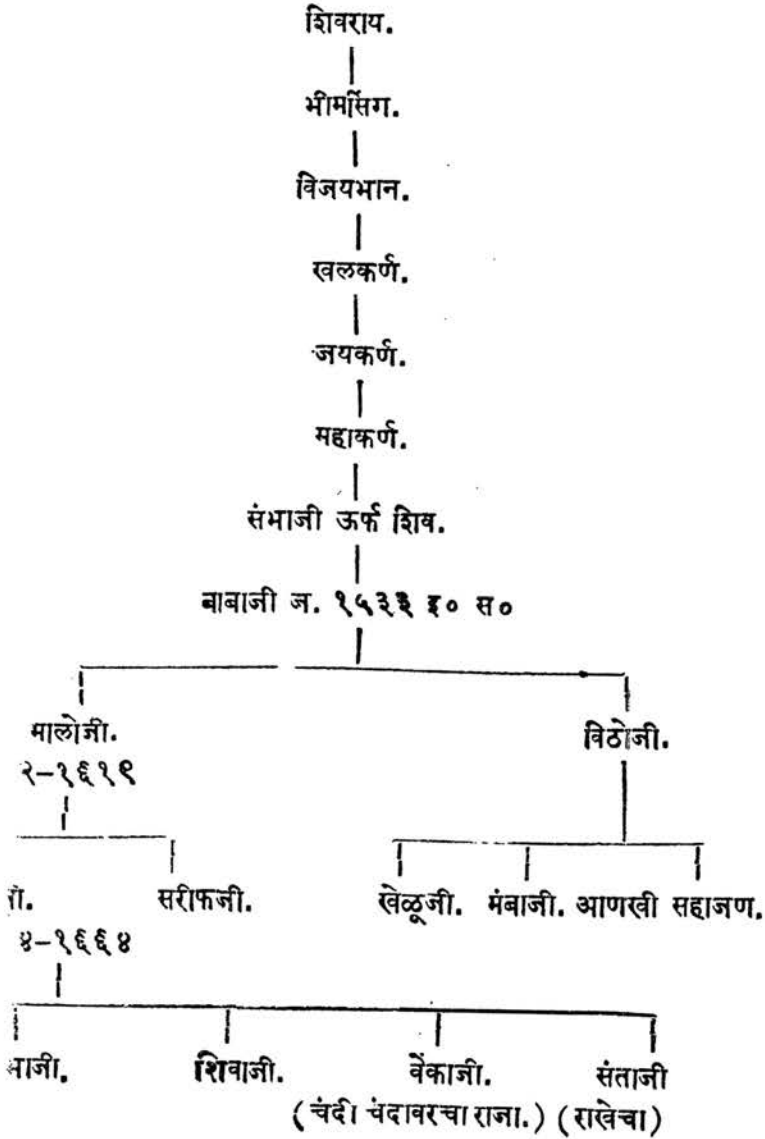 शिवराय.
भीमसिंग.
विजयभान.
खलकर्ण.
जयकर्ण.
महाकर्ण.
संभाजी ऊर्फ शिव.
बाबाजी ज. १५३३ इ० स०
मालोजी. विठोजी.
२-१६१९
सरीफजी. खेळूजी. मंबाजी. आणखी सहाजण.
४-१६६४
भाजी. शिवाजी. वेंकाजी. संताजी
(चंदी चंदावरचा राजा.) (राखेचा)